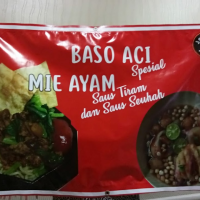 BASO ACI
Spesial
MIE AYAM
Saus Tiram
dan Saus Seuhah